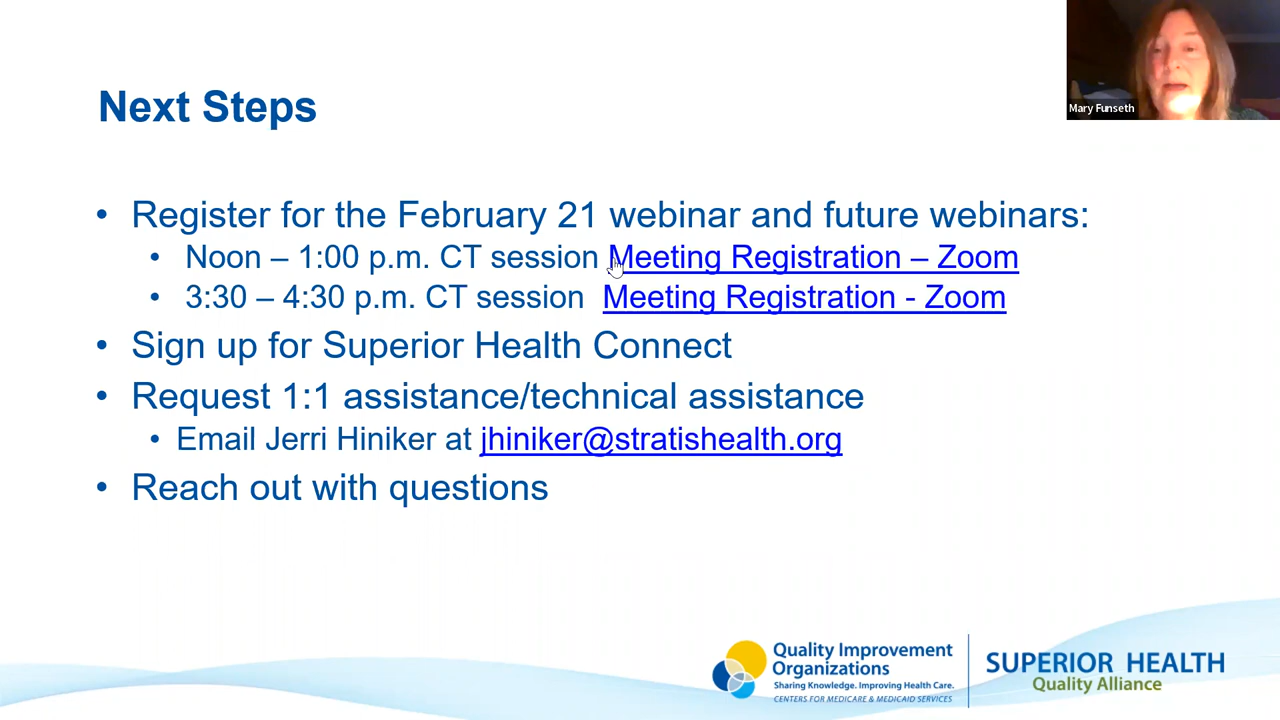 Mary Funseth
Next Steps
• Register for the February 21 webinar and future webinars:
• Noon – 1:00 p.m. CT session Meeting Registration – Zoom
• 3:30 – 4:30 p.m. CT session Meeting Registration - Zoom
• Sign up for Superior Health Connect
• Request 1:1 assistance/technical assistance
• Email Jerri Hiniker at jhiniker@stratishealth.org
• Reach out with questions
Quality Improvement
Organizations
Sharing Knowledge. Improving Health Care.
CENTERS FOR MEDICARE & MEDICAID SERVICES
SUPERIOR HEALTH
Quality Alliance